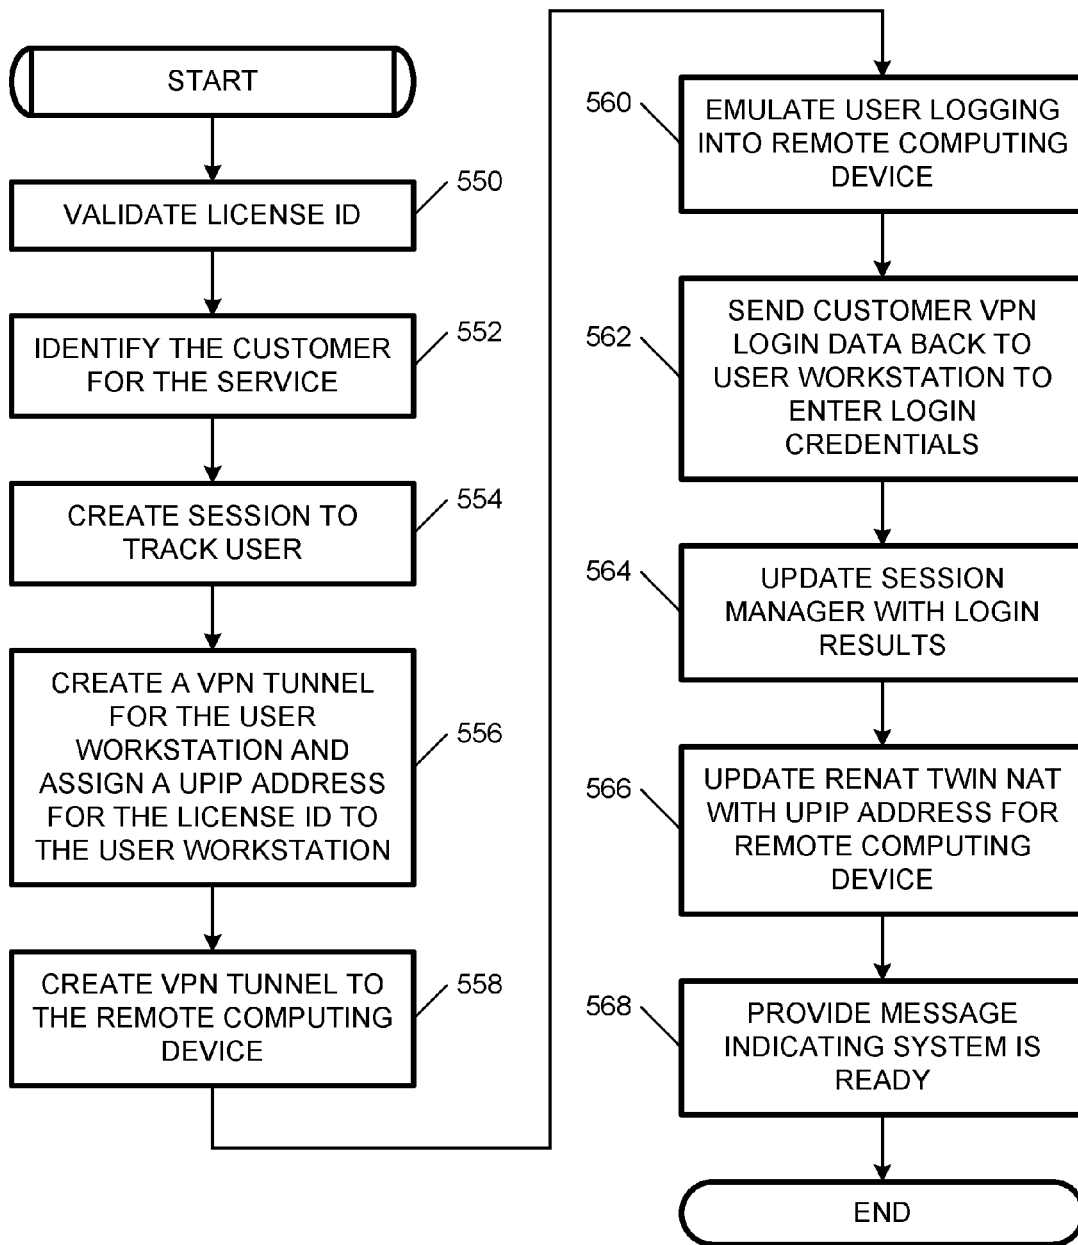 START
550
VALIDATE LICENSE ID
552
IDENTIFY THE CUSTOMER
FOR THE SERVICE
554
CREATE SESSION TO
TRACK USER
556
CREATE A VPN TUNNEL
FOR THE USER
WORKSTATION AND
ASSIGN A UPIP ADDRESS
FOR THE LICENSE ID TO
THE USER WORKSTATION
558
CREATE VPN TUNNEL TO
THE REMOTE COMPUTING
DEVICE
560
EMULATE USER LOGGING
INTO REMOTE COMPUTING
DEVICE
562
SEND CUSTOMER VPN
LOGIN DATA BACK TO
USER WORKSTATION TO
ENTER LOGIN
CREDENTIALS
564
UPDATE SESSION
MANAGER WITH LOGIN
RESULTS
566
UPDATE RENAT TWIN NAT
WITH UPIP ADDRESS FOR
REMOTE COMPUTING
DEVICE
568
PROVIDE MESSAGE
INDICATING SYSTEM IS
READY
END